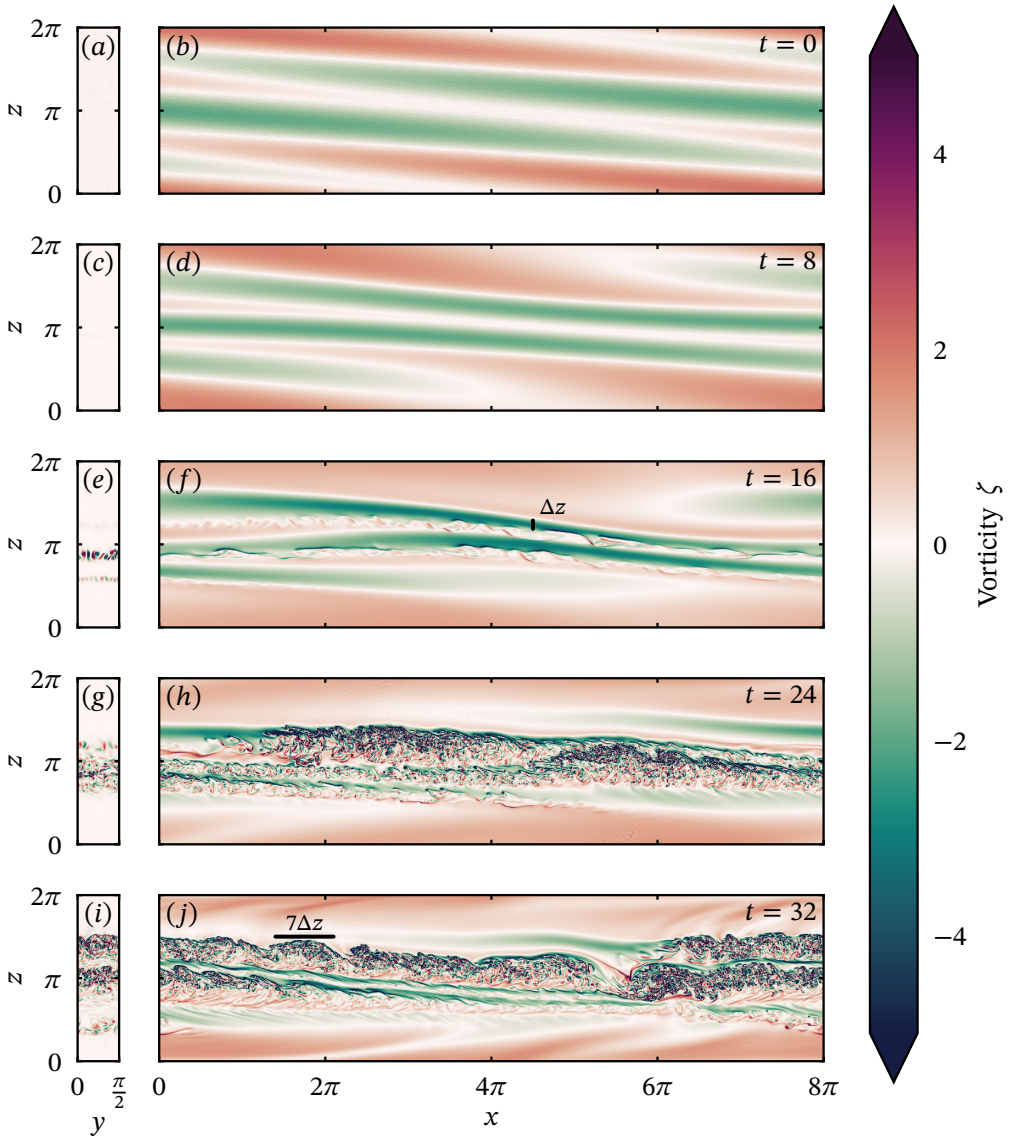 2π
(a)
(b)
t = 0
z
π
0
2π
(c)
(d)
t = 8
z
π
0
2π
(e)
(f)
t = 16
Δz
z
π
0
2π
(g)
(h)
t = 24
z
π
0
2π
(i)
(j)
7Δz
t = 32
z
π
0
0
π/2
y
0
2π
4π
6π
8π
x
4
2
0
−2
−4
Vorticity ζ